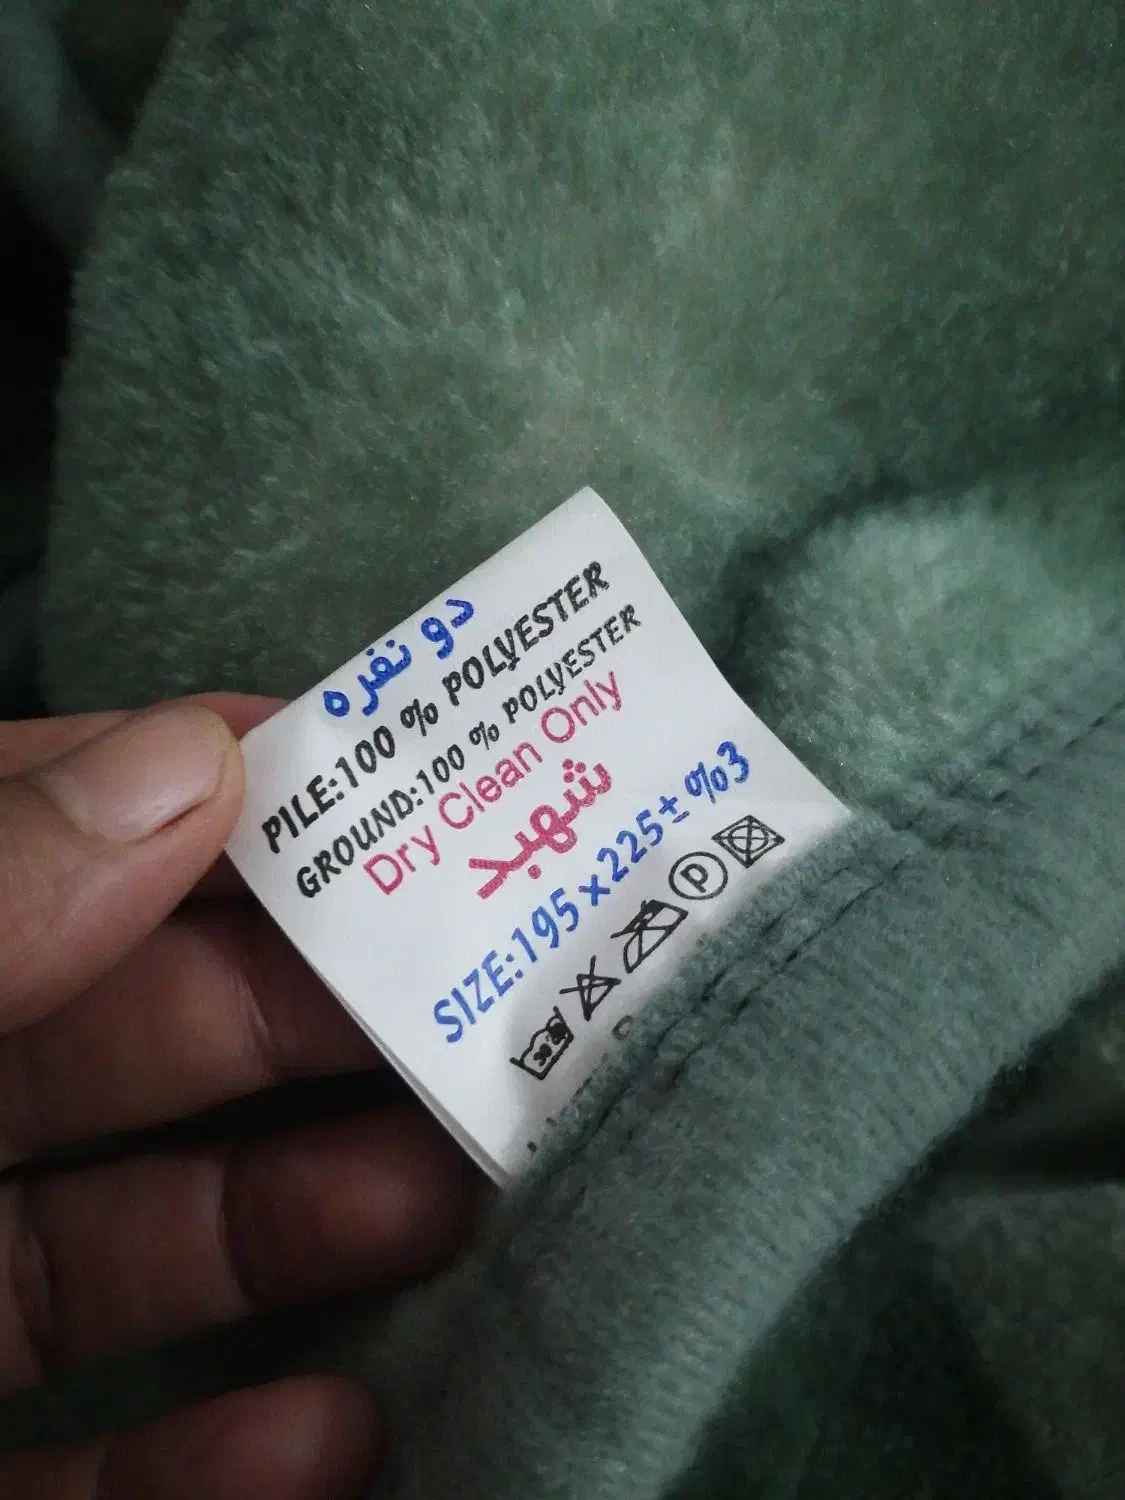 دو نفره
PILE:100 % POLYESTER
GROUND:100 % POLYESTER
Dry Clean Only
شهبد
SIZE:195 x 225 ± %3
P